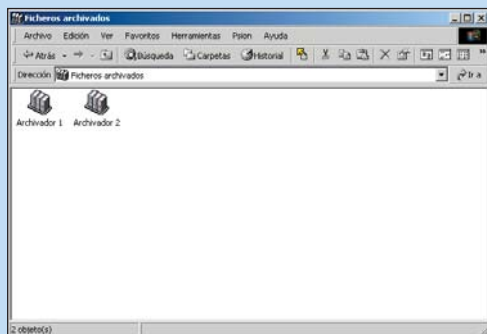 Ficheros archivados
Archivo Edición Ver Favoritos Herramientas Psion Ayuda
Atrás Búsqueda Carpetas Historial
Dirección Ficheros archivados Ir a
Archivador 1 Archivador 2
2 objeto(s)